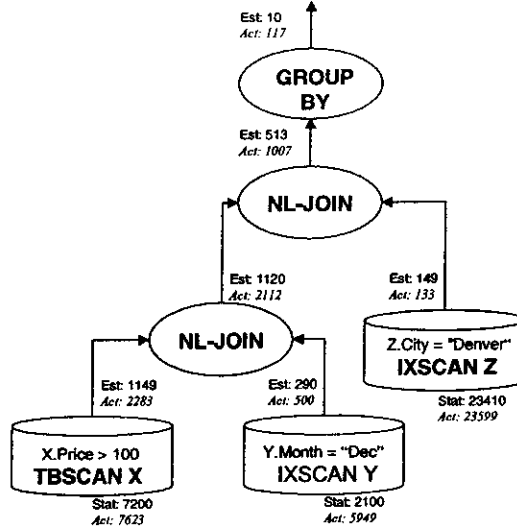 Est: 10
Act: 117
GROUP
BY
Est: 513
Act: 1007
NL-JOIN
Est: 1120
Act: 2112
Est: 149
Act: 133
NL-JOIN
Z.City = "Denver"
IXSCAN Z
Stat: 23410
Act: 23599
Est: 1149
Act: 2283
Est: 290
Act: 500
X.Price > 100
TBSCAN X
Y.Month = "Dec"
IXSCAN Y
Stat: 7200
Act: 7623
Stat: 2100
Act: 5949